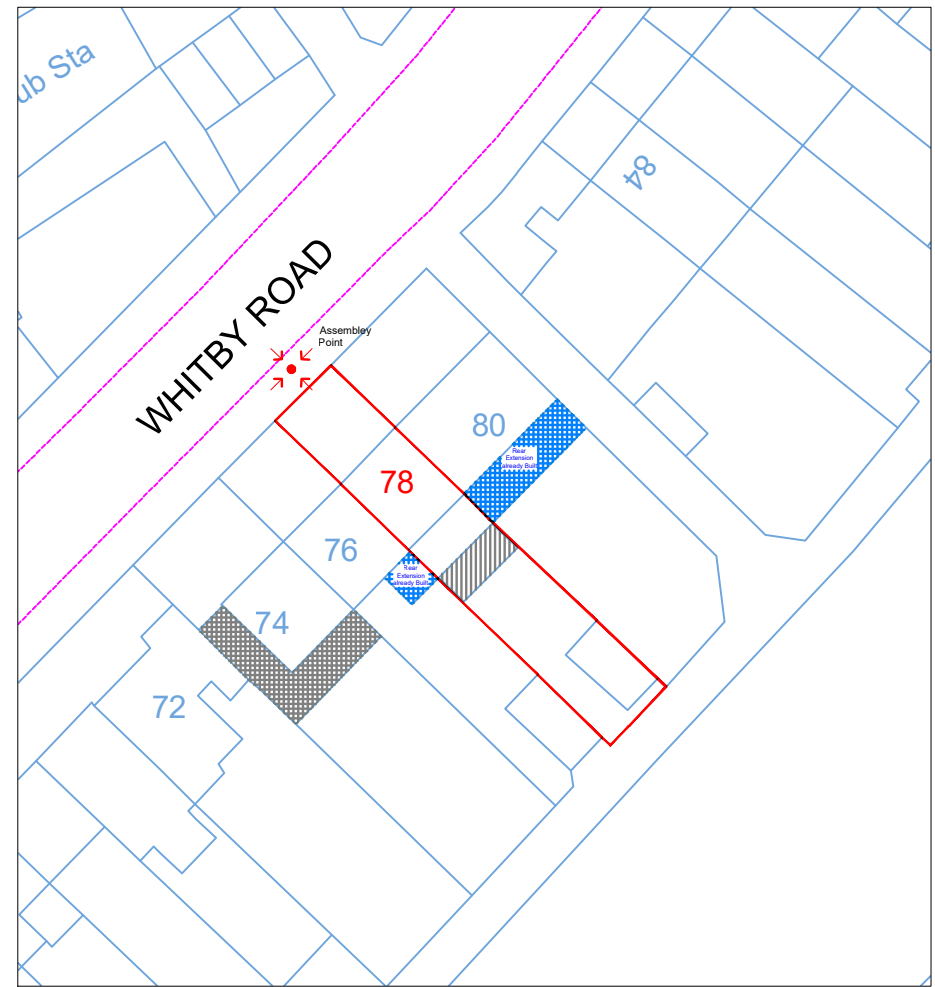 ub Sta
84
WHITBY ROAD
Assembley
Point
80
Rear
Extension
already Built
78
76
Rear
Extension
already Built
74
72